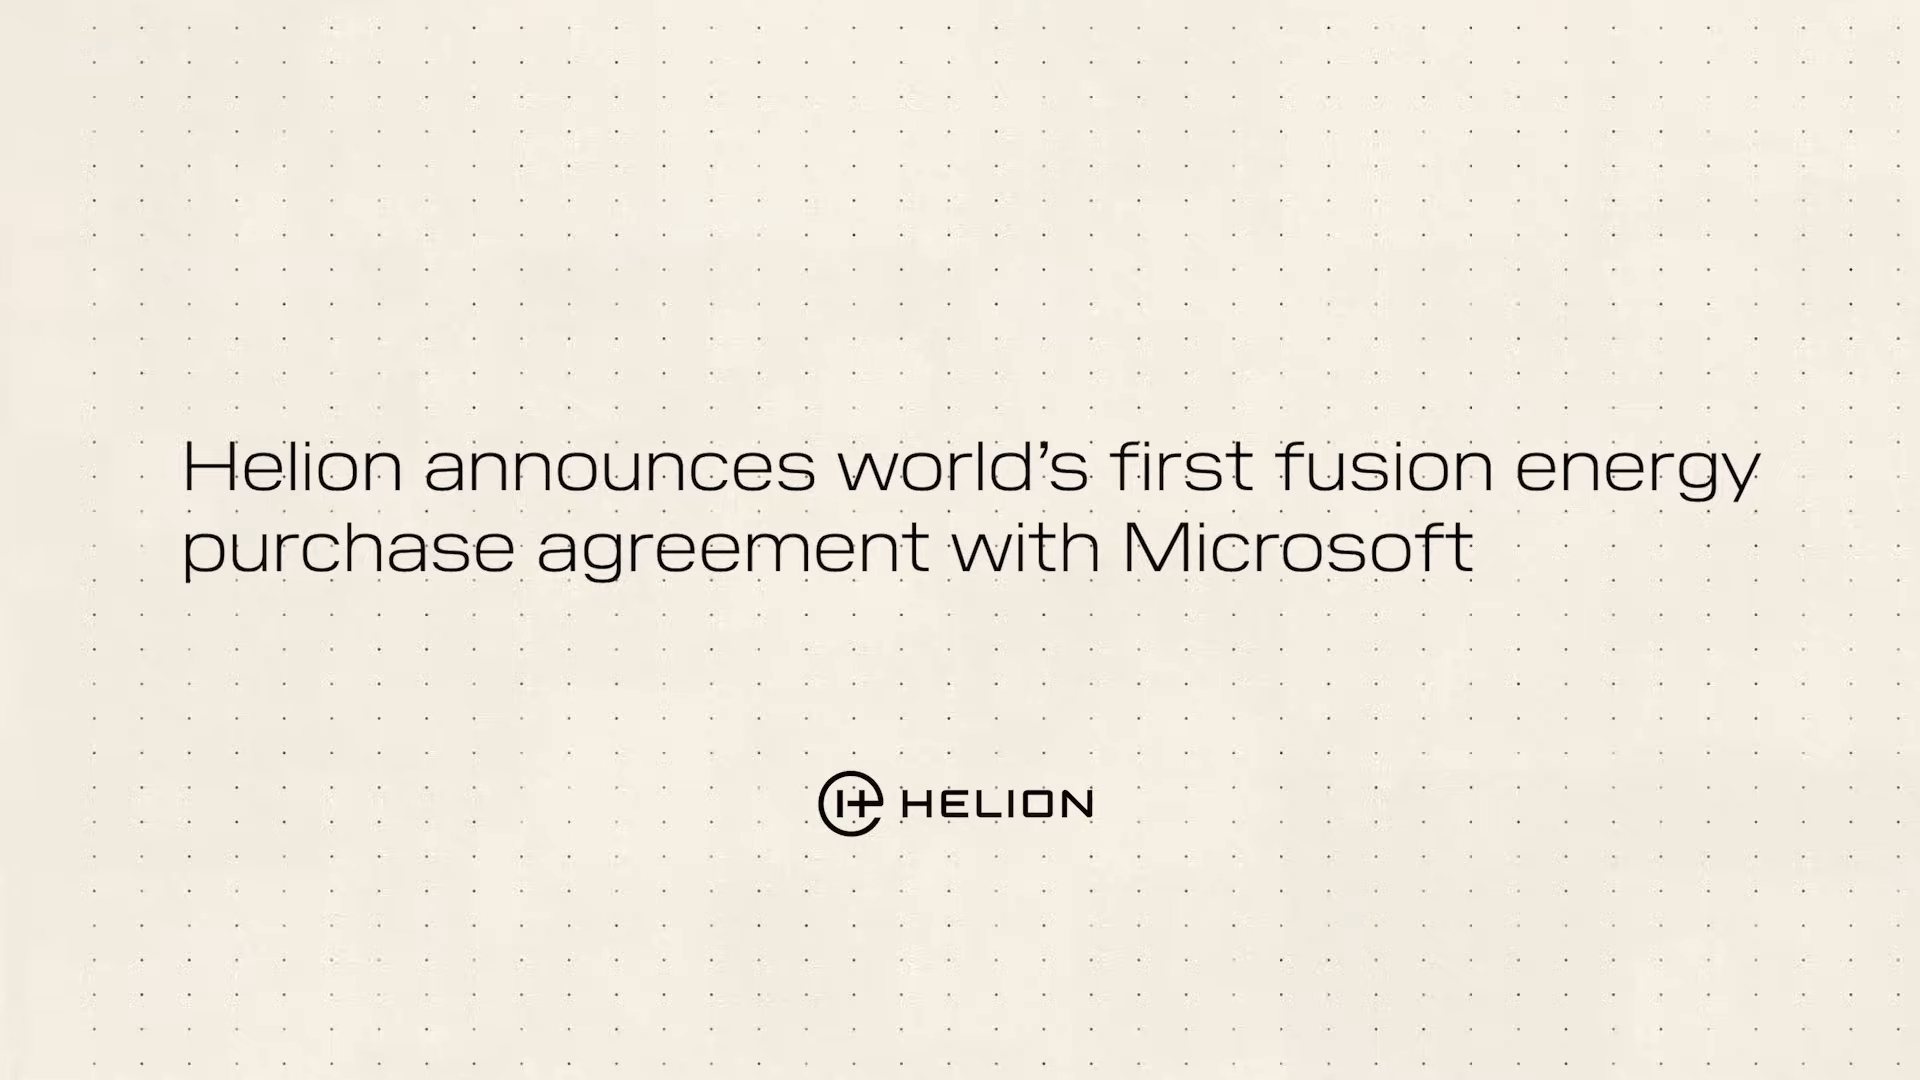 Helion announces world’s first fusion energy
purchase agreement with Microsoft
HELION